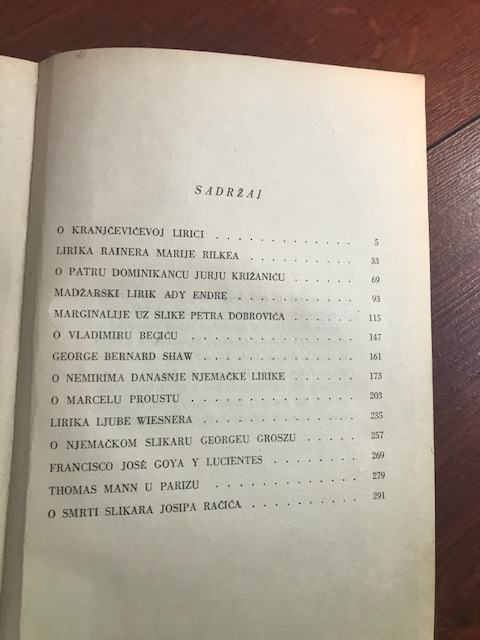 SADRŽAJ
O KRANJČEVIĆEVOJ LIRICI . . . . . . . . . . . . . 5
LIRIKA RAINERA MARIJE RILKEA . . . . . . . . . . 33
O PATRU DOMINIKANCU JURJU KRIŽANIĆU . . . . . . 69
MADŽARSKI LIRIK ADY ENDRE . . . . . . . . . . . 93
MARGINALIJE UZ SLIKE PETRA DOBROVIĆA . . . . . . 115
O VLADIMIRU BECIĆU . . . . . . . . . . . . . . 147
GEORGE BERNARD SHAW . . . . . . . . . . . . . 161
O NEMIRIMA DANAŠNJE NJEMAČKE LIRIKE . . . . . . 173
O MARCELU PROUSTU . . . . . . . . . . . . . . 203
LIRIKA LJUBE WIESNERA . . . . . . . . . . . . . 235
O NJEMAČKOM SLIKARU GEORGEU GROSZU . . . . . . 257
FRANCISCO JOSÉ GOYA Y LUCIENTES . . . . . . . . 269
THOMAS MANN U PARIZU . . . . . . . . . . . . . 279
O SMRTI SLIKARA JOSIPA RAČIĆA . . . . . . . . . 291